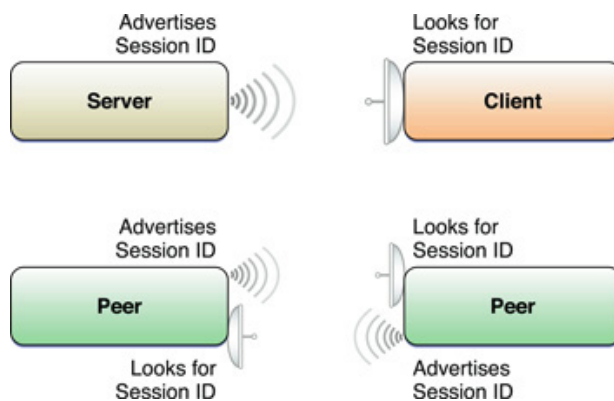 Advertises
Session ID
Looks for
Session ID
Server
Client
Advertises
Session ID
Looks for
Session ID
Peer
Peer
Looks for
Session ID
Advertises
Session ID